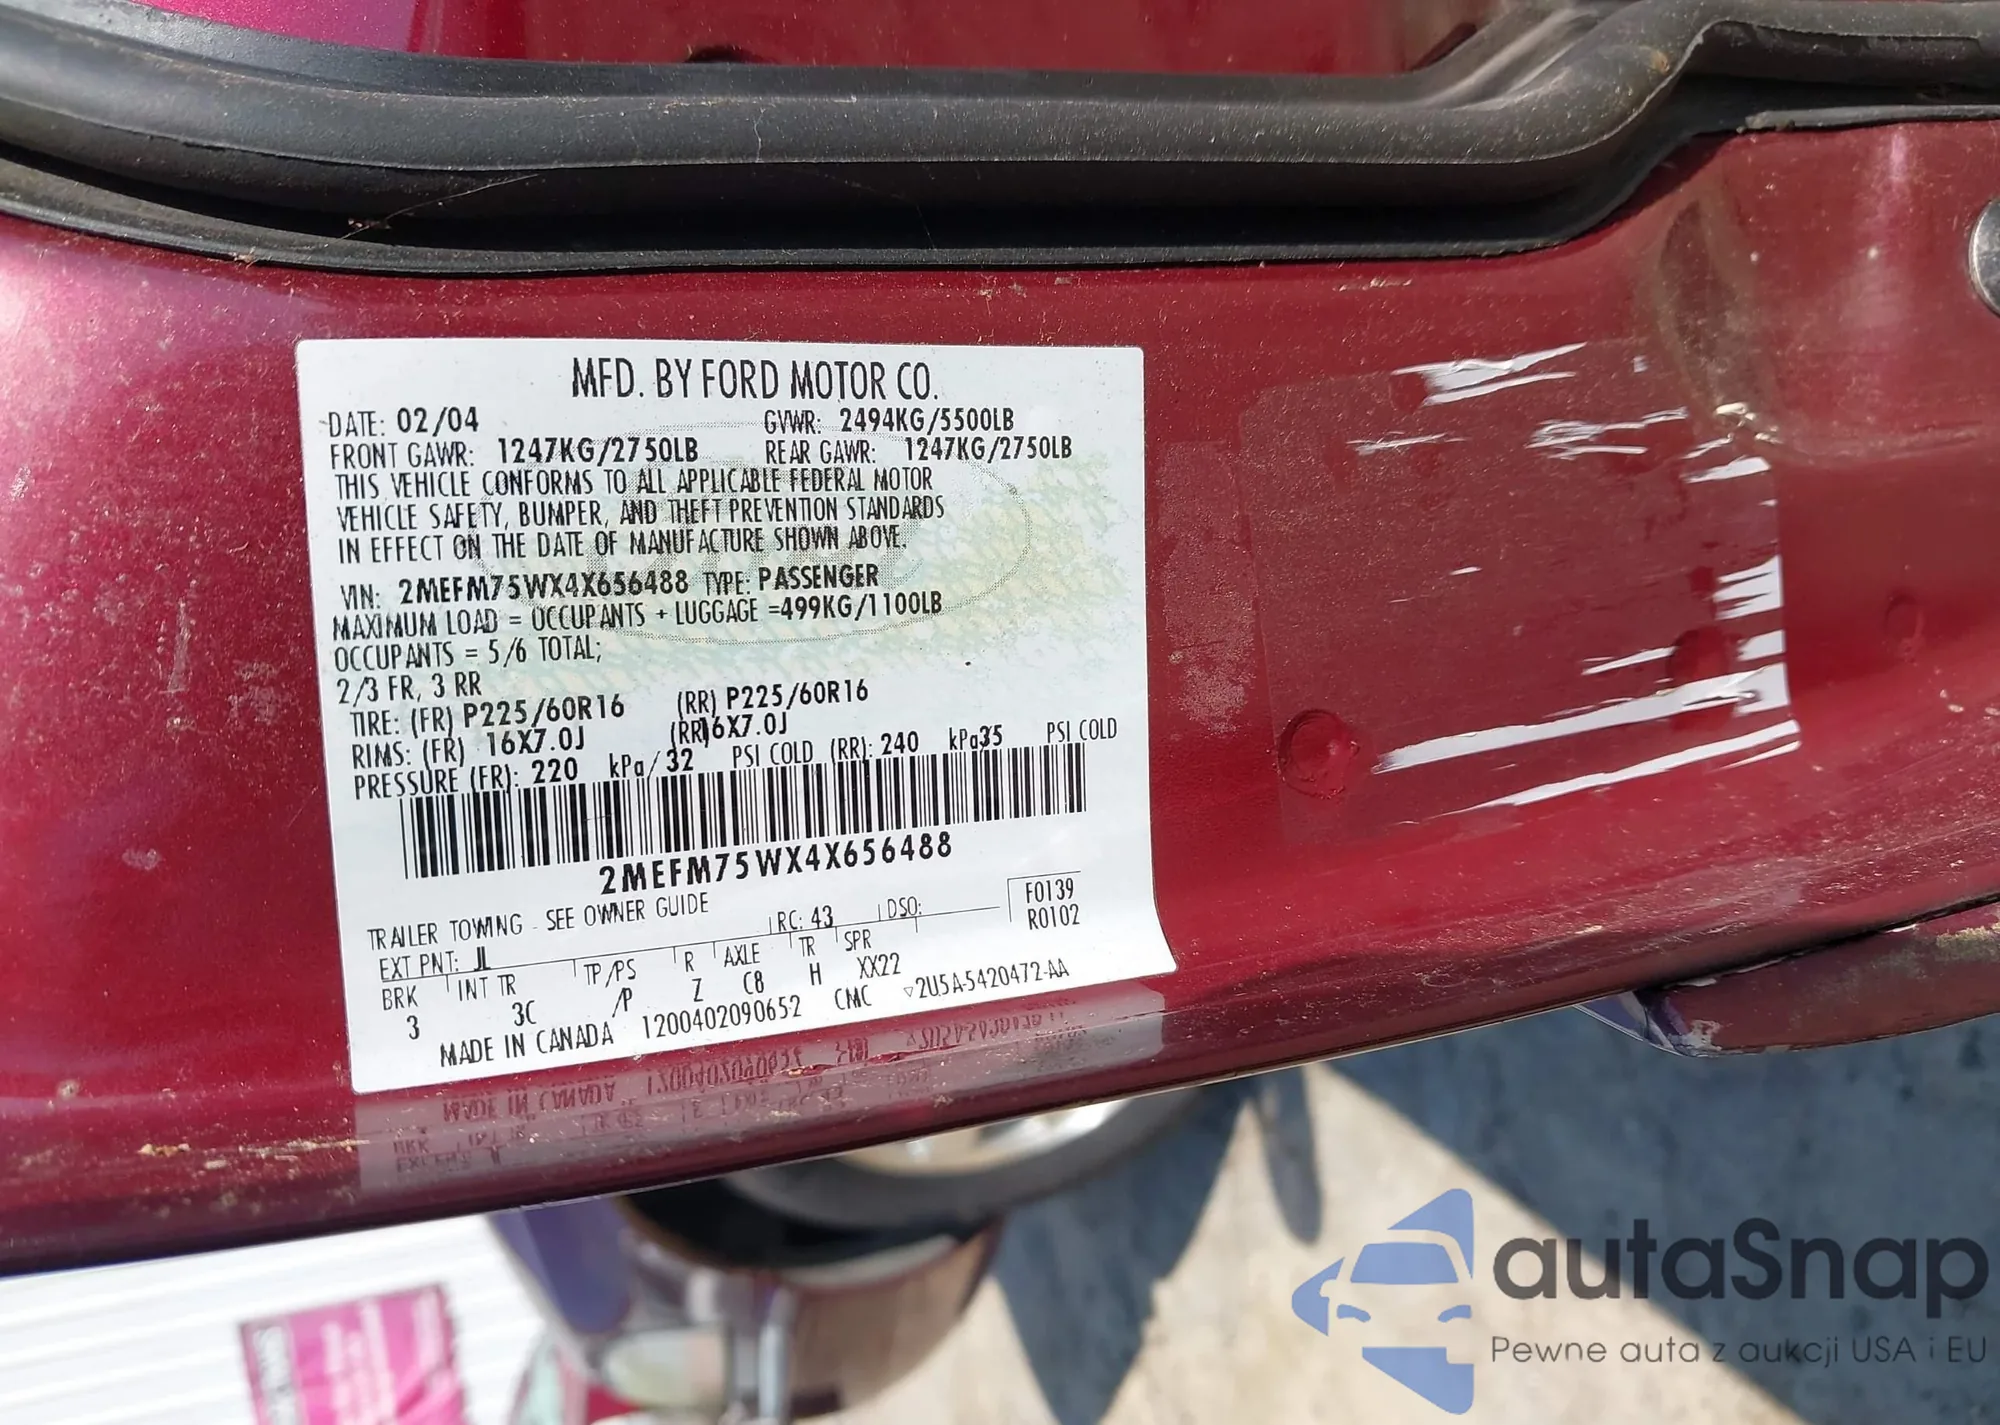 MFD. BY FORD MOTOR CO.
DATE: 02/04 GVWR: 2494KG/5500LB
FRONT GAWR: 1247KG/2750LB REAR GAWR: 1247KG/2750LB
THIS VEHICLE CONFORMS TO ALL APPLICABLE FEDERAL MOTOR
VEHICLE SAFETY, BUMPER, AND THEFT PREVENTION STANDARDS
IN EFFECT ON THE DATE OF MANUFACTURE SHOWN ABOVE.
VIN: 2MEFM75WX4X656488 TYPE: PASSENGER
MAXIMUM LOAD = OCCUPANTS + LUGGAGE =499KG/1100LB
OCCUPANTS = 5/6 TOTAL;
2/3 FR, 3 RR
TIRE: (FR) P225/60R16 (RR) P225/60R16
RIMS: (FR) 16X7.0J (RR)16X7.0J
PRESSURE (FR): 220 kPa/32 PSI COLD (RR): 240 kPa35 PSI COLD
2MEFM75WX4X656488
TRAILER TOWING - SEE OWNER GUIDE RC: 43 DSO: F0139
R0102
EXT PNT: JL
BRK INT TR TP/PS R AXLE TR SPR
3 3C /P Z C8 H XX22
MADE IN CANADA 1200402090652 CMC ▽2U5A-5420472-AA
autaSnap
Pewne auta z aukcji USA i EU